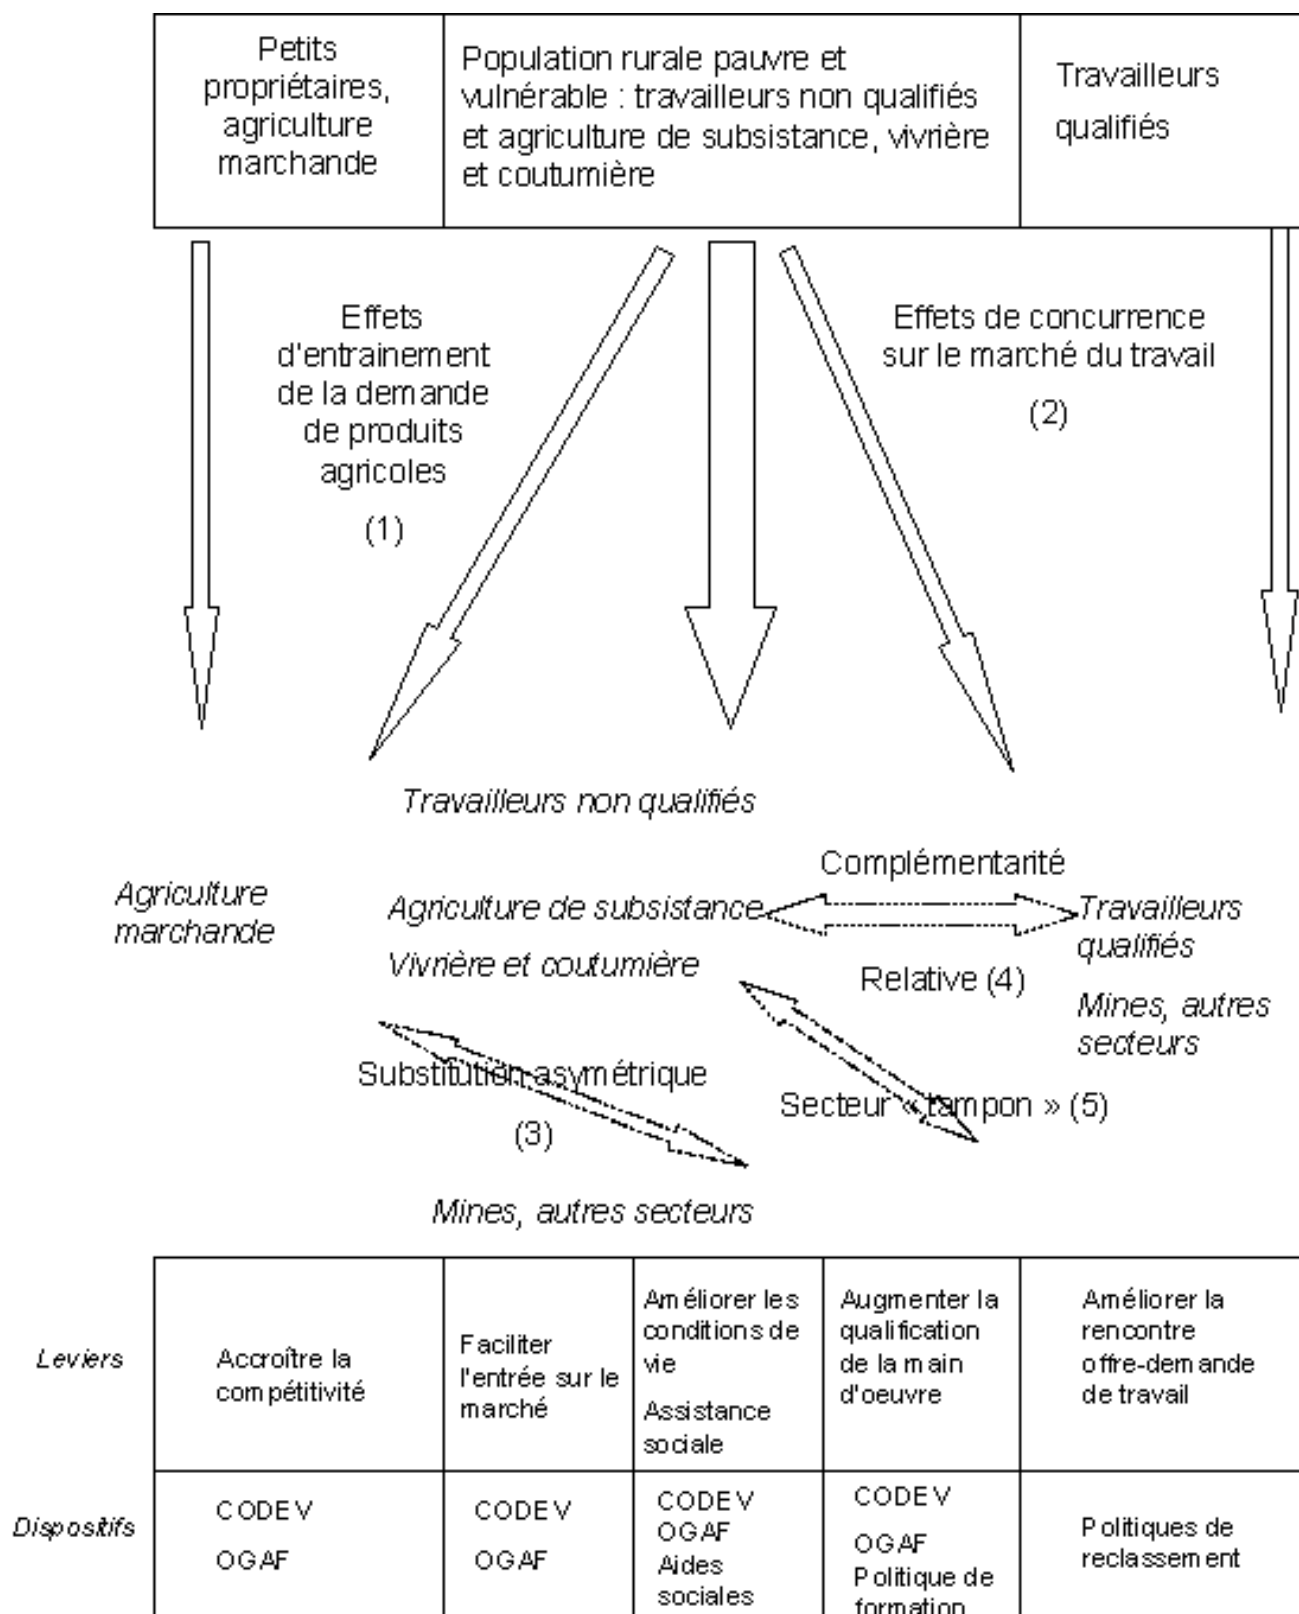 Petits
propriétaires,
agriculture
marchande
Population rurale pauvre et
vulnérable : travailleurs non qualifiés
et agriculture de subsistance, vivrière
et coutumière
Travailleurs
qualifiés
Effets
d'entrainement
de la demande
de produits
agricoles
(1)
Effets de concurrence
sur le marché du travail
(2)
Travailleurs non qualifiés
Agriculture
marchande
Agriculture de subsistance
Vivrière et coutumière
Complémentarité
Relative (4)
Travailleurs
qualifiés
Mines, autres
secteurs
Substitution asymétrique
(3)
Secteur « tampon » (5)
Mines, autres secteurs
Leviers
Accroître la
compétitivité
Faciliter
l'entrée sur le
marché
Améliorer les
conditions de
vie
Assistance
sociale
Augmenter la
qualification
de la main
d'oeuvre
Améliorer la
rencontre
offre-demande
de travail
Dispositifs
CODEV
OGAF
CODEV
OGAF
CODEV
OGAF
Aides
sociales
CODEV
OGAF
Politique de
formation
Politiques de
reclassement